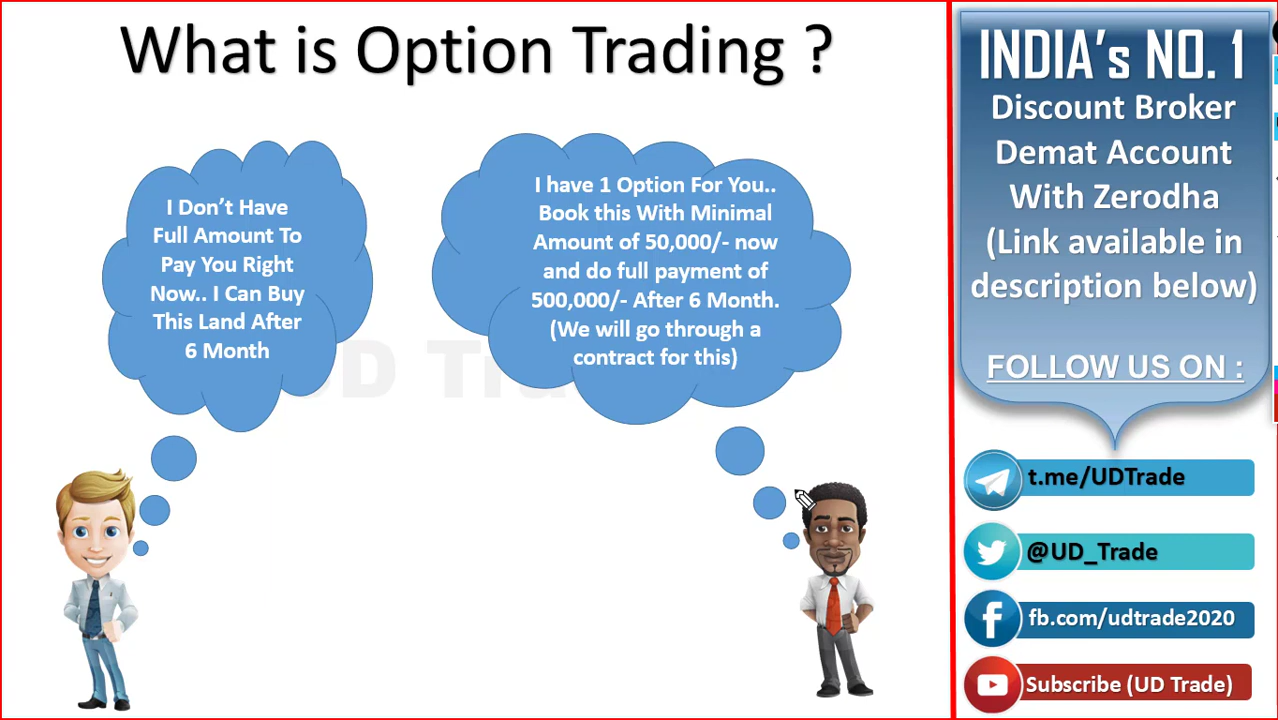 What is Option Trading ?
I Don’t Have
Full Amount To
Pay You Right
Now.. I Can Buy
This Land After
6 Month
I have 1 Option For You..
Book this With Minimal
Amount of 50,000/- now
and do full payment of
500,000/- After 6 Month.
(We will go through a
contract for this)
INDIA’s NO. 1
Discount Broker
Demat Account
With Zerodha
(Link available in
description below)
FOLLOW US ON :
t.me/UDTrade
@UD_Trade
fb.com/udtrade2020
Subscribe (UD Trade)